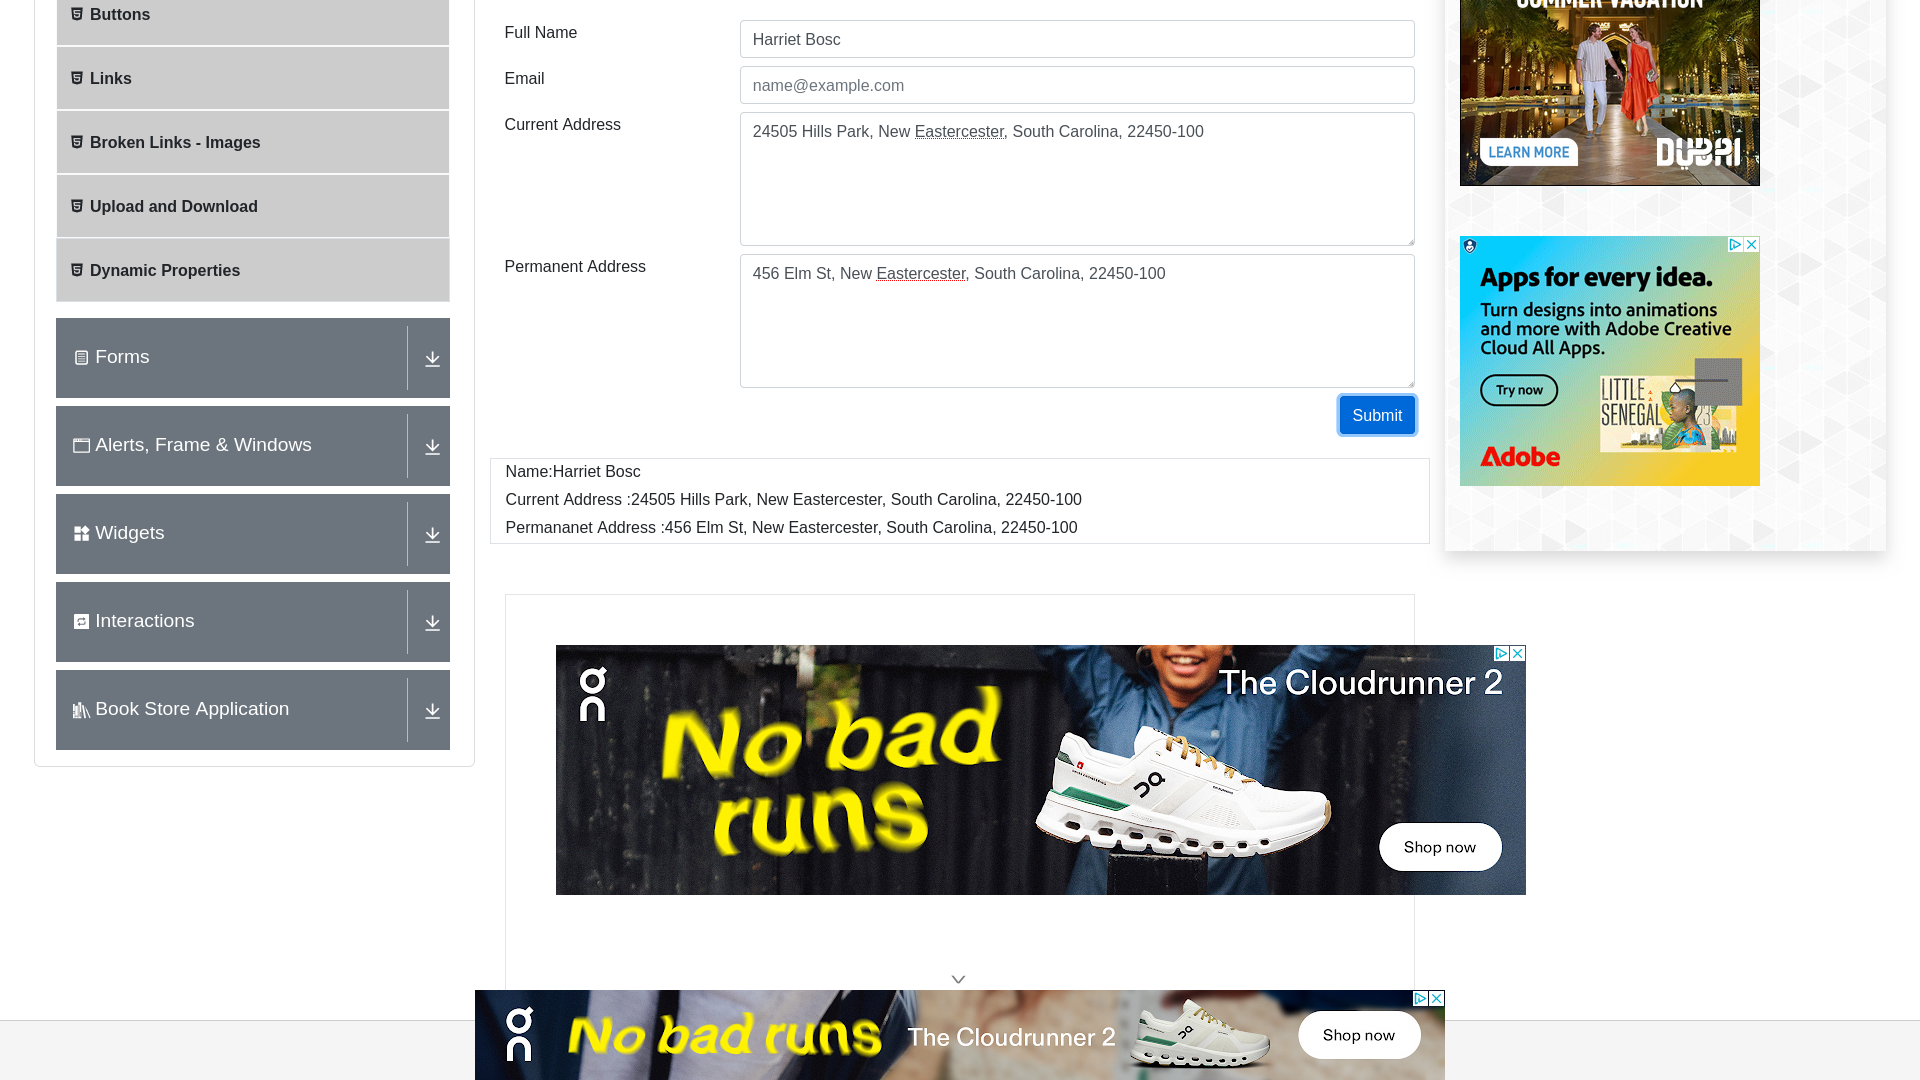 Buttons
Links
Broken Links - Images
Upload and Download
Dynamic Properties
Forms
Alerts, Frame & Windows
Widgets
Interactions
Book Store Application
Full Name
Harriet Bosc
Email
name@example.com
Current Address
24505 Hills Park, New Eastercester, South Carolina, 22450-100
Permanent Address
456 Elm St, New Eastercester, South Carolina, 22450-100
Submit
Name:Harriet Bosc
Current Address :24505 Hills Park, New Eastercester, South Carolina, 22450-100
Permananet Address :456 Elm St, New Eastercester, South Carolina, 22450-100
SUMMER VACATION
LEARN MORE
DUBAI
Apps for every idea.
Turn designs into animations
and more with Adobe Creative
Cloud All Apps.
Try now
LITTLE
SENEGAL
23
Adobe
No bad
runs
The Cloudrunner 2
Shop now
No bad runs
The Cloudrunner 2
Shop now